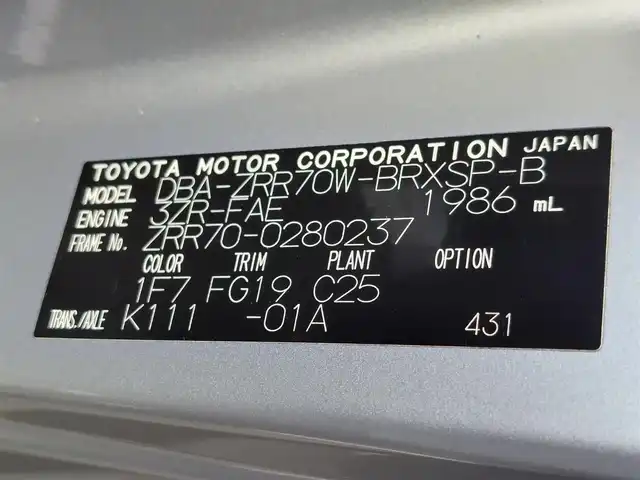 TOYOTA MOTOR CORPORATION JAPAN
MODEL DBA-ZRR70W-BRXSP-B
ENGINE 3ZR-FAE 1986 mL
FRAME No. ZRR70-0280237
COLOR TRIM PLANT OPTION
1F7 FG19 C25
TRANS./AXLE K111 -01A 431